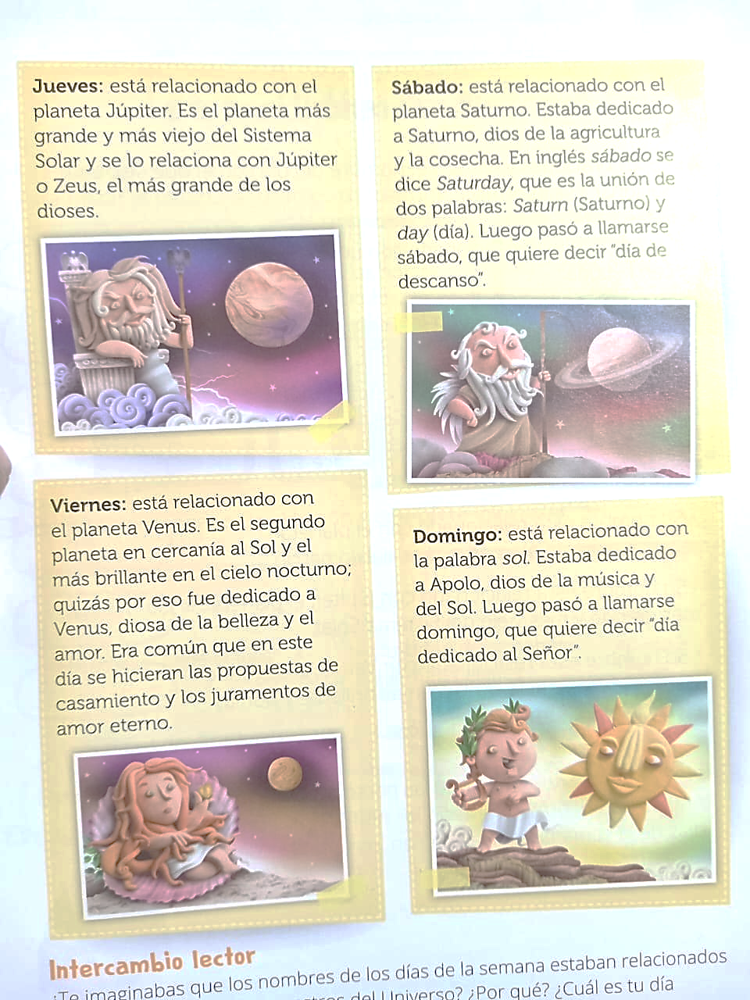 Jueves: está relacionado con el
planeta Júpiter. Es el planeta más
grande y más viejo del Sistema
Solar y se lo relaciona con Júpiter
o Zeus, el más grande de los
dioses.
Viernes: está relacionado con
el planeta Venus. Es el segundo
planeta en cercanía al Sol y el
más brillante en el cielo nocturno;
quizás por eso fue dedicado a
Venus, diosa de la belleza y el
amor. Era común que en este
día se hicieran las propuestas de
casamiento y los juramentos de
amor eterno.
Sábado: está relacionado con el
planeta Saturno. Estaba dedicado
a Saturno, dios de la agricultura
y la cosecha. En inglés sábado se
dice Saturday, que es la unión de
dos palabras: Saturn (Saturno) y
day (día). Luego pasó a llamarse
sábado, que quiere decir "día de
descanso".
Domingo: está relacionado con
la palabra sol. Estaba dedicado
a Apolo, dios de la música y
del Sol. Luego pasó a llamarse
domingo, que quiere decir "día
dedicado al Señor".
Intercambio lector
¿Te imaginabas que los nombres de los días de la semana estaban relacionados
del Universo? ¿Por qué? ¿Cuál es tu día